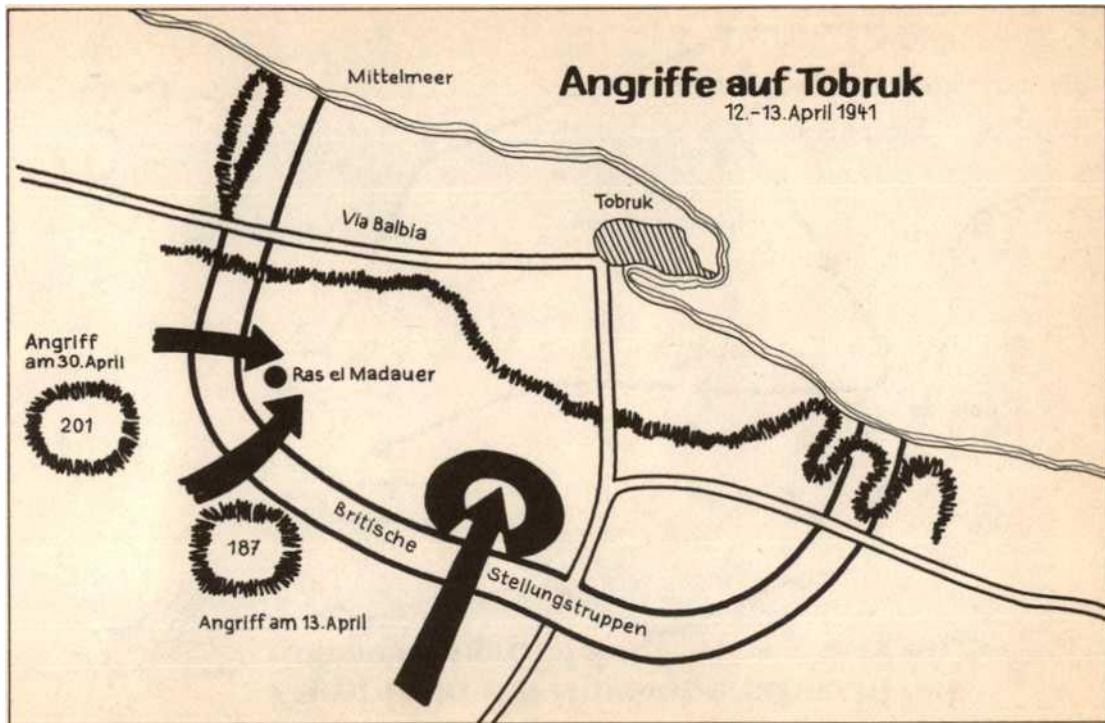 Angriffe auf Tobruk
12.-13. April 1941
Mittelmeer
Tobruk
Via Balbia
Angriff
am 30. April
201
Ras el Madauer
187
Angriff am 13. April
Britische
Stellungstruppen